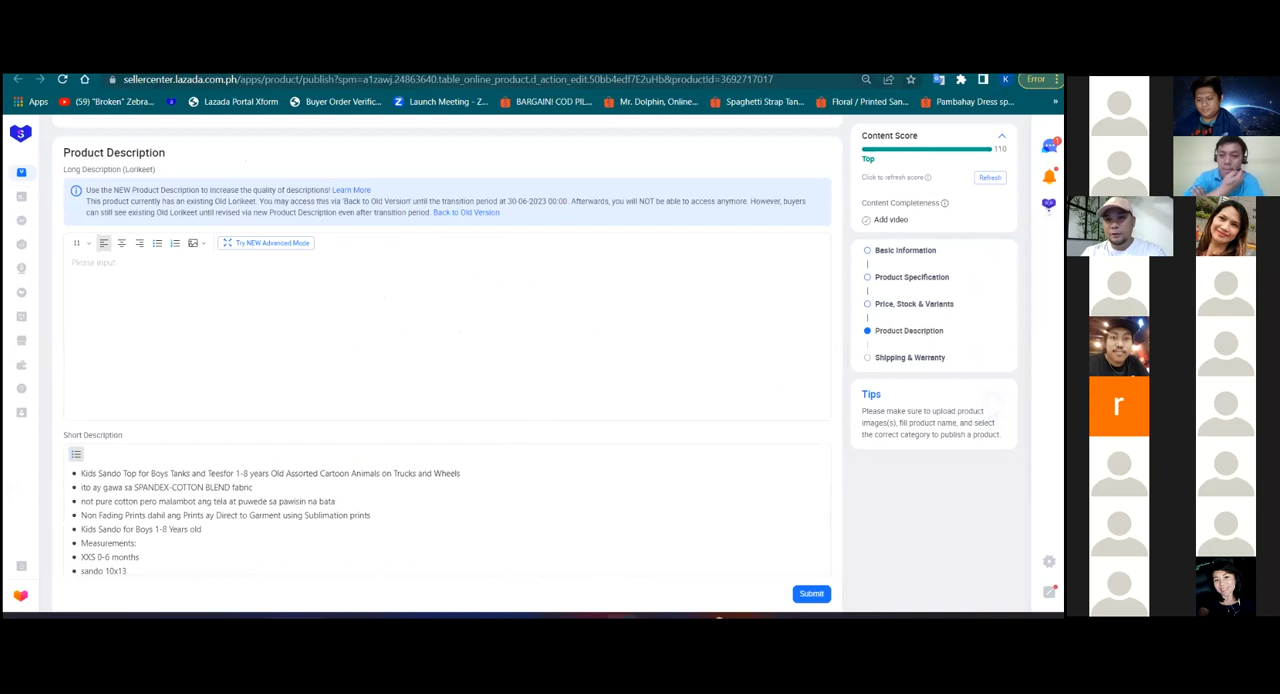 sellercenter.lazada.com.ph/apps/product/publish?spm=a1zawj.24863640.table_online_product.d_action_edit.50bb4edf7E2uHb&productId=3692717017
Error
Apps
(59) "Broken" Zebra...
Lazada Portal Xform
Buyer Order Verific...
Launch Meeting - Z...
BARGAIN! COD PIL...
Mr. Dolphin, Online...
Spaghetti Strap Tan...
Floral / Printed San...
Pambahay Dress sp...
Product Description
Long Description (Lorikeet)
Use the NEW Product Description to increase the quality of descriptions! Learn More
This product currently has an existing Old Lorikeet. You may access this via 'Back to Old Version' until the transition period at 30-06-2023 00:00. Afterwards, you will NOT be able to access anymore. However, buyers
can still see existing Old Lorikeet until revised via new Product Description even after transition period. Back to Old Version
11
Try NEW Advanced Mode
Please input
Short Description
Kids Sando Top for Boys Tanks and Teesfor 1-8 years Old Assorted Cartoon Animals on Trucks and Wheels
ito ay gawa sa SPANDEX-COTTON BLEND fabric
not pure cotton pero malambot ang tela at puwede sa pawisin na bata
Non Fading Prints dahil ang Prints ay Direct to Garment using Sublimation prints
Kids Sando for Boys 1-8 Years old
Measurements:
XXS 0-6 months
sando 10x13
Submit
Content Score
110
Top
Click to refresh score
Refresh
Content Completeness
Add video
Basic Information
Product Specification
Price, Stock & Variants
Product Description
Shipping & Warranty
Tips
Please make sure to upload product
images(s), fill product name, and select
the correct category to publish a product.
1
K
r